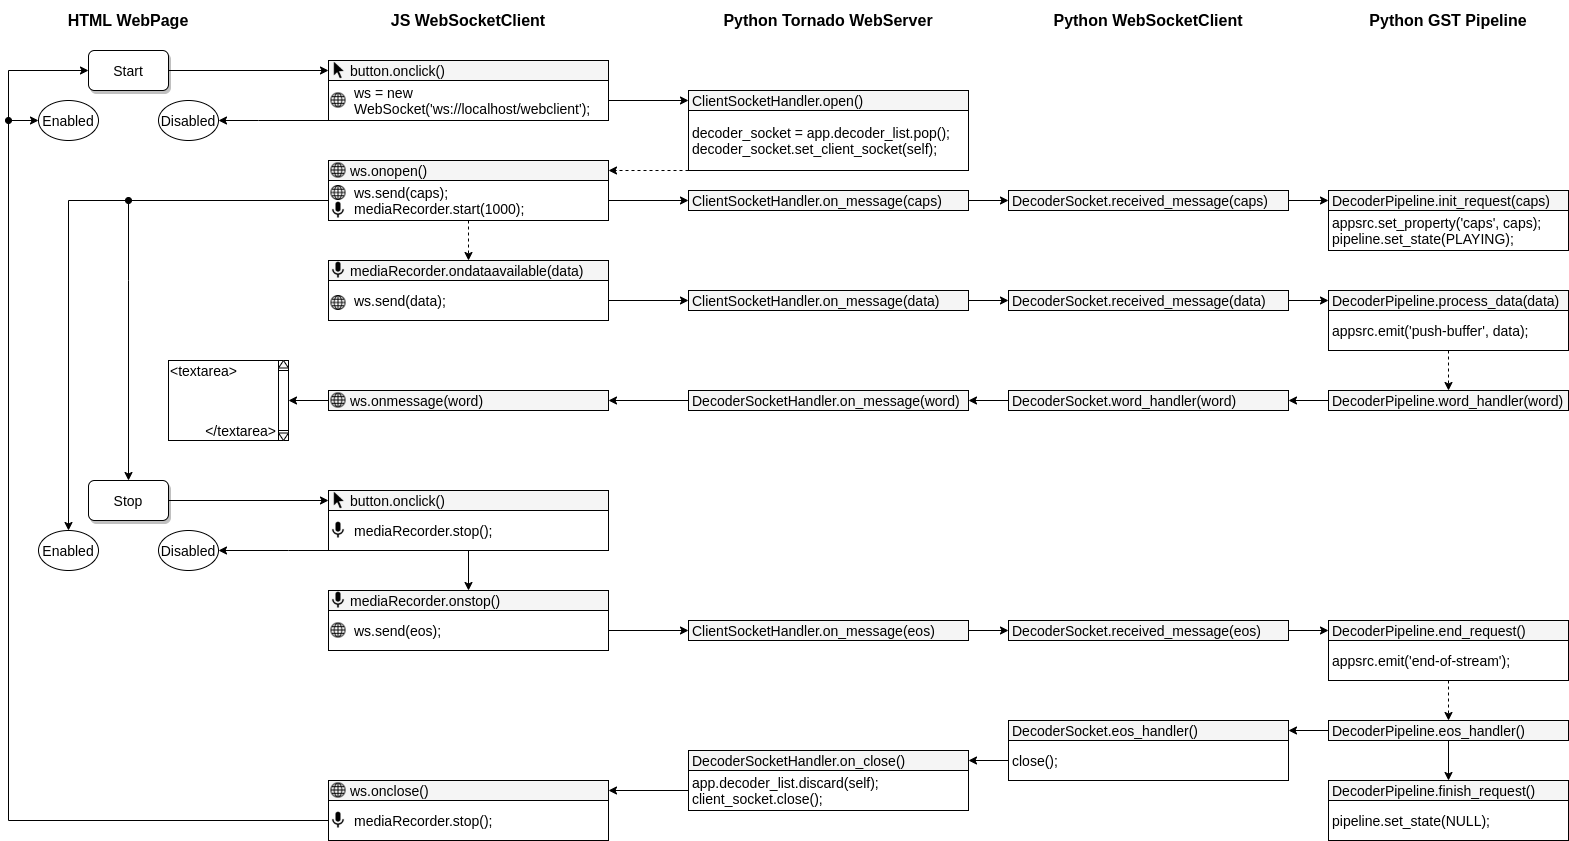 HTML WebPage
JS WebSocketClient
Python Tornado WebServer
Python WebSocketClient
Python GST Pipeline
Start
button.onclick()
ws = new
WebSocket('ws://localhost/webclient');
Enabled
Disabled
ClientSocketHandler.open()
decoder_socket = app.decoder_list.pop();
decoder_socket.set_client_socket(self);
ws.onopen()
ws.send(caps);
mediaRecorder.start(1000);
ClientSocketHandler.on_message(caps)
DecoderSocket.received_message(caps)
DecoderPipeline.init_request(caps)
appsrc.set_property('caps', caps);
pipeline.set_state(PLAYING);
mediaRecorder.ondataavailable(data)
ws.send(data);
ClientSocketHandler.on_message(data)
DecoderSocket.received_message(data)
DecoderPipeline.process_data(data)
appsrc.emit('push-buffer', data);
<textarea>
</textarea>
ws.onmessage(word)
DecoderSocketHandler.on_message(word)
DecoderSocket.word_handler(word)
DecoderPipeline.word_handler(word)
Stop
button.onclick()
mediaRecorder.stop();
Enabled
Disabled
mediaRecorder.onstop()
ws.send(eos);
ClientSocketHandler.on_message(eos)
DecoderSocket.received_message(eos)
DecoderPipeline.end_request()
appsrc.emit('end-of-stream');
DecoderSocket.eos_handler()
close();
DecoderPipeline.eos_handler()
DecoderSocketHandler.on_close()
app.decoder_list.discard(self);
client_socket.close();
ws.onclose()
mediaRecorder.stop();
DecoderPipeline.finish_request()
pipeline.set_state(NULL);